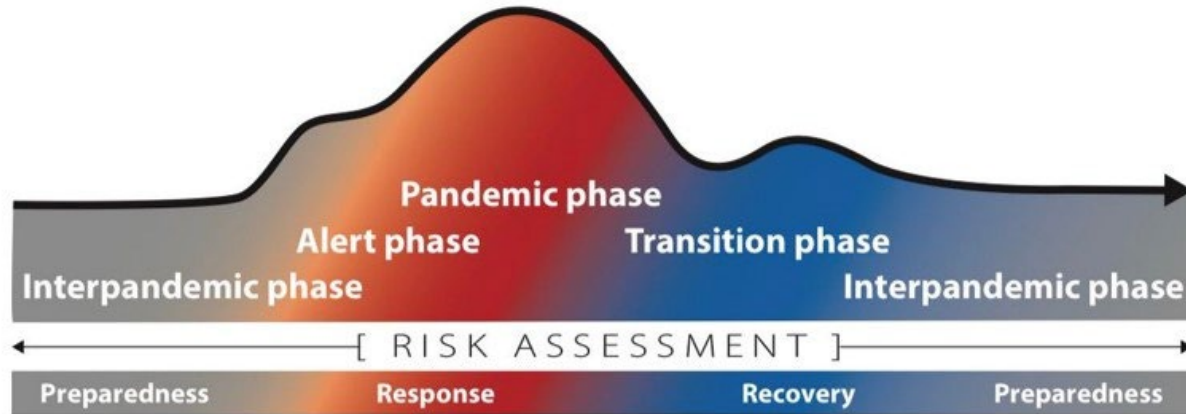 Pandemic phase
Alert phase Transition phase
Interpandemic phase Interpandemic phase
[ RISK ASSESSMENT ]
Preparedness Response Recovery Preparedness